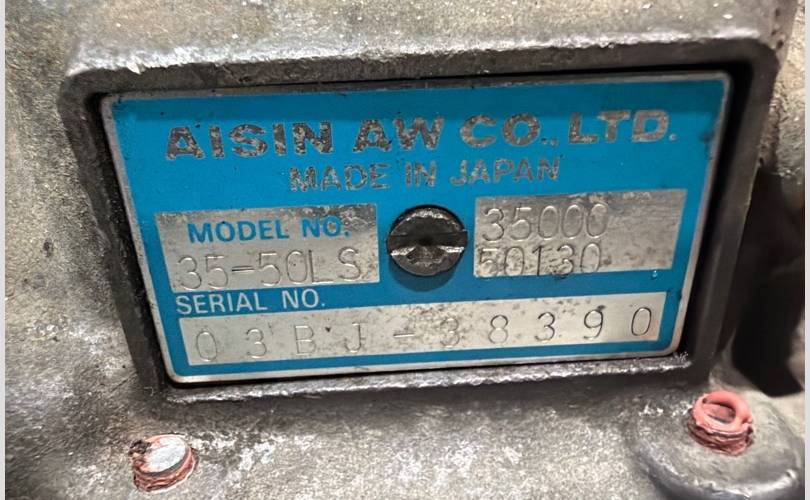 AISIN AW CO., LTD.
MADE IN JAPAN
MODEL NO.
35-50LS
35000
50130
SERIAL NO.
03BJ-38390